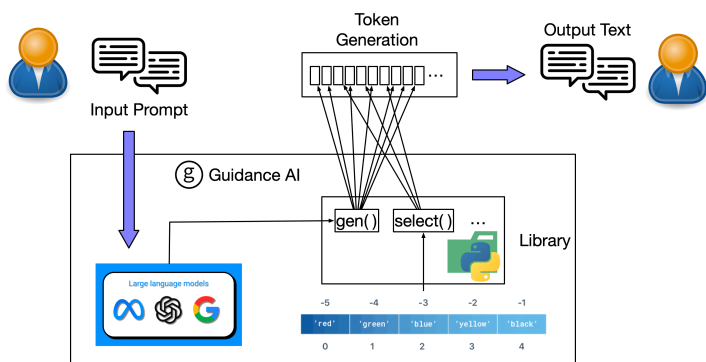 Token
Generation
Output Text
...
Input Prompt
g Guidance AI
gen() select() ...
Library
Large language models
-5 -4 -3 -2 -1
'red' 'green' 'blue' 'yellow' 'black'
0 1 2 3 4